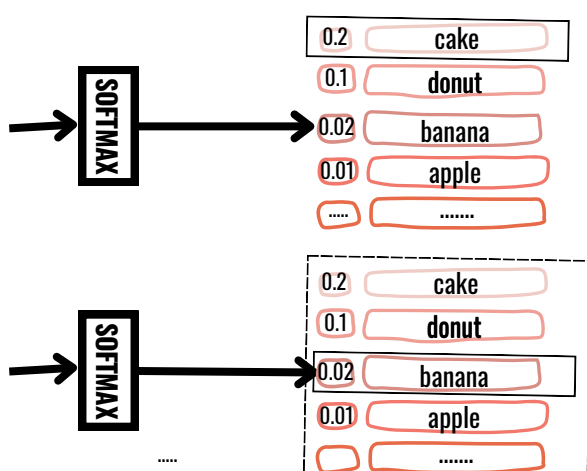 0.2 cake
0.1 donut
SOFTMAX
0.02 banana
0.01 apple
..... .......
0.2 cake
0.1 donut
SOFTMAX
0.02 banana
0.01 apple
..... .......